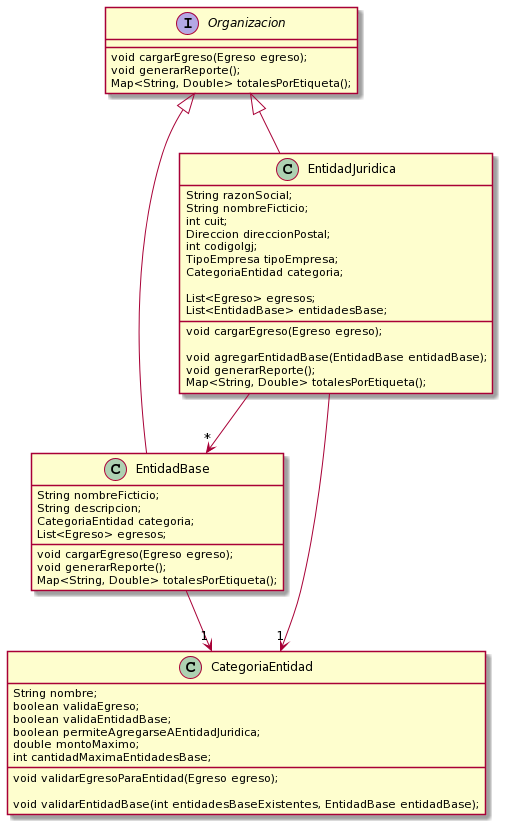 I Organizacion
void cargarEgreso(Egreso egreso);
void generarReporte();
Map<String, Double> totalesPorEtiqueta();
C EntidadJuridica
String razonSocial;
String nombreFicticio;
int cuit;
Direccion direccionPostal;
int codigoIgj;
TipoEmpresa tipoEmpresa;
CategoriaEntidad categoria;
List<Egreso> egresos;
List<EntidadBase> entidadesBase;
void cargarEgreso(Egreso egreso);
void agregarEntidadBase(EntidadBase entidadBase);
void generarReporte();
Map<String, Double> totalesPorEtiqueta();
*
C EntidadBase
String nombreFicticio;
String descripcion;
CategoriaEntidad categoria;
List<Egreso> egresos;
void cargarEgreso(Egreso egreso);
void generarReporte();
Map<String, Double> totalesPorEtiqueta();
1 1
C CategoriaEntidad
String nombre;
boolean validaEgreso;
boolean validaEntidadBase;
boolean permiteAgregarseAEntidadJuridica;
double montoMaximo;
int cantidadMaximaEntidadesBase;
void validarEgresoParaEntidad(Egreso egreso);
void validarEntidadBase(int entidadesBaseExistentes, EntidadBase entidadBase);